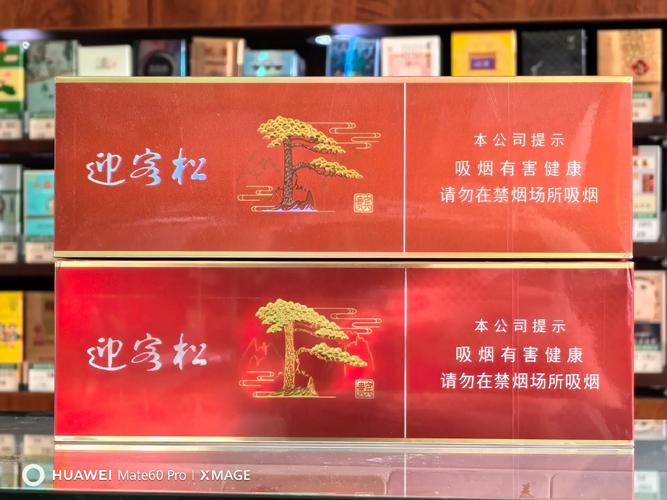 迎客松
本公司提示
吸烟有害健康
请勿在禁烟场所吸烟
迎客松
本公司提示
吸烟有害健康
请勿在禁烟场所吸烟
HUAWEI Mate60 Pro | XMAGE